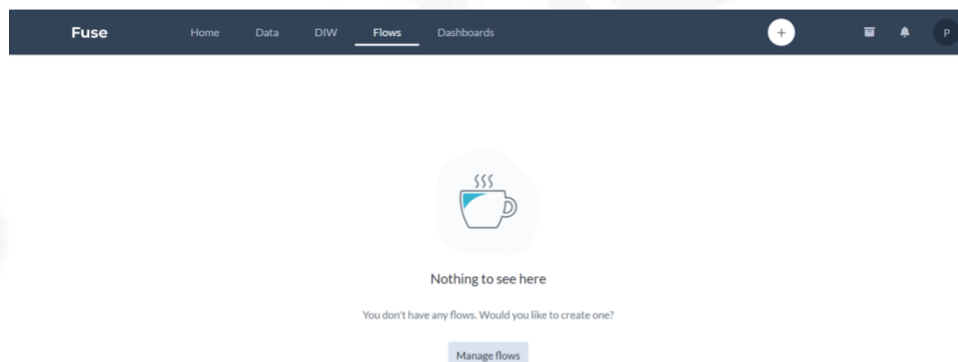 Fuse Home Data DIW Flows Dashboards + P
Nothing to see here
You don't have any flows. Would you like to create one?
Manage flows